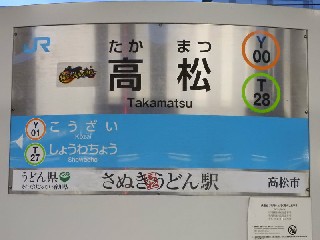 JR
たか まつ
高 松
Takamatsu
Y
00
T
28
Y
01
こうざい
Kōzai
T
27
しょうわちょう
Shōwachō
うどん県
さぬきうどん駅
高松市